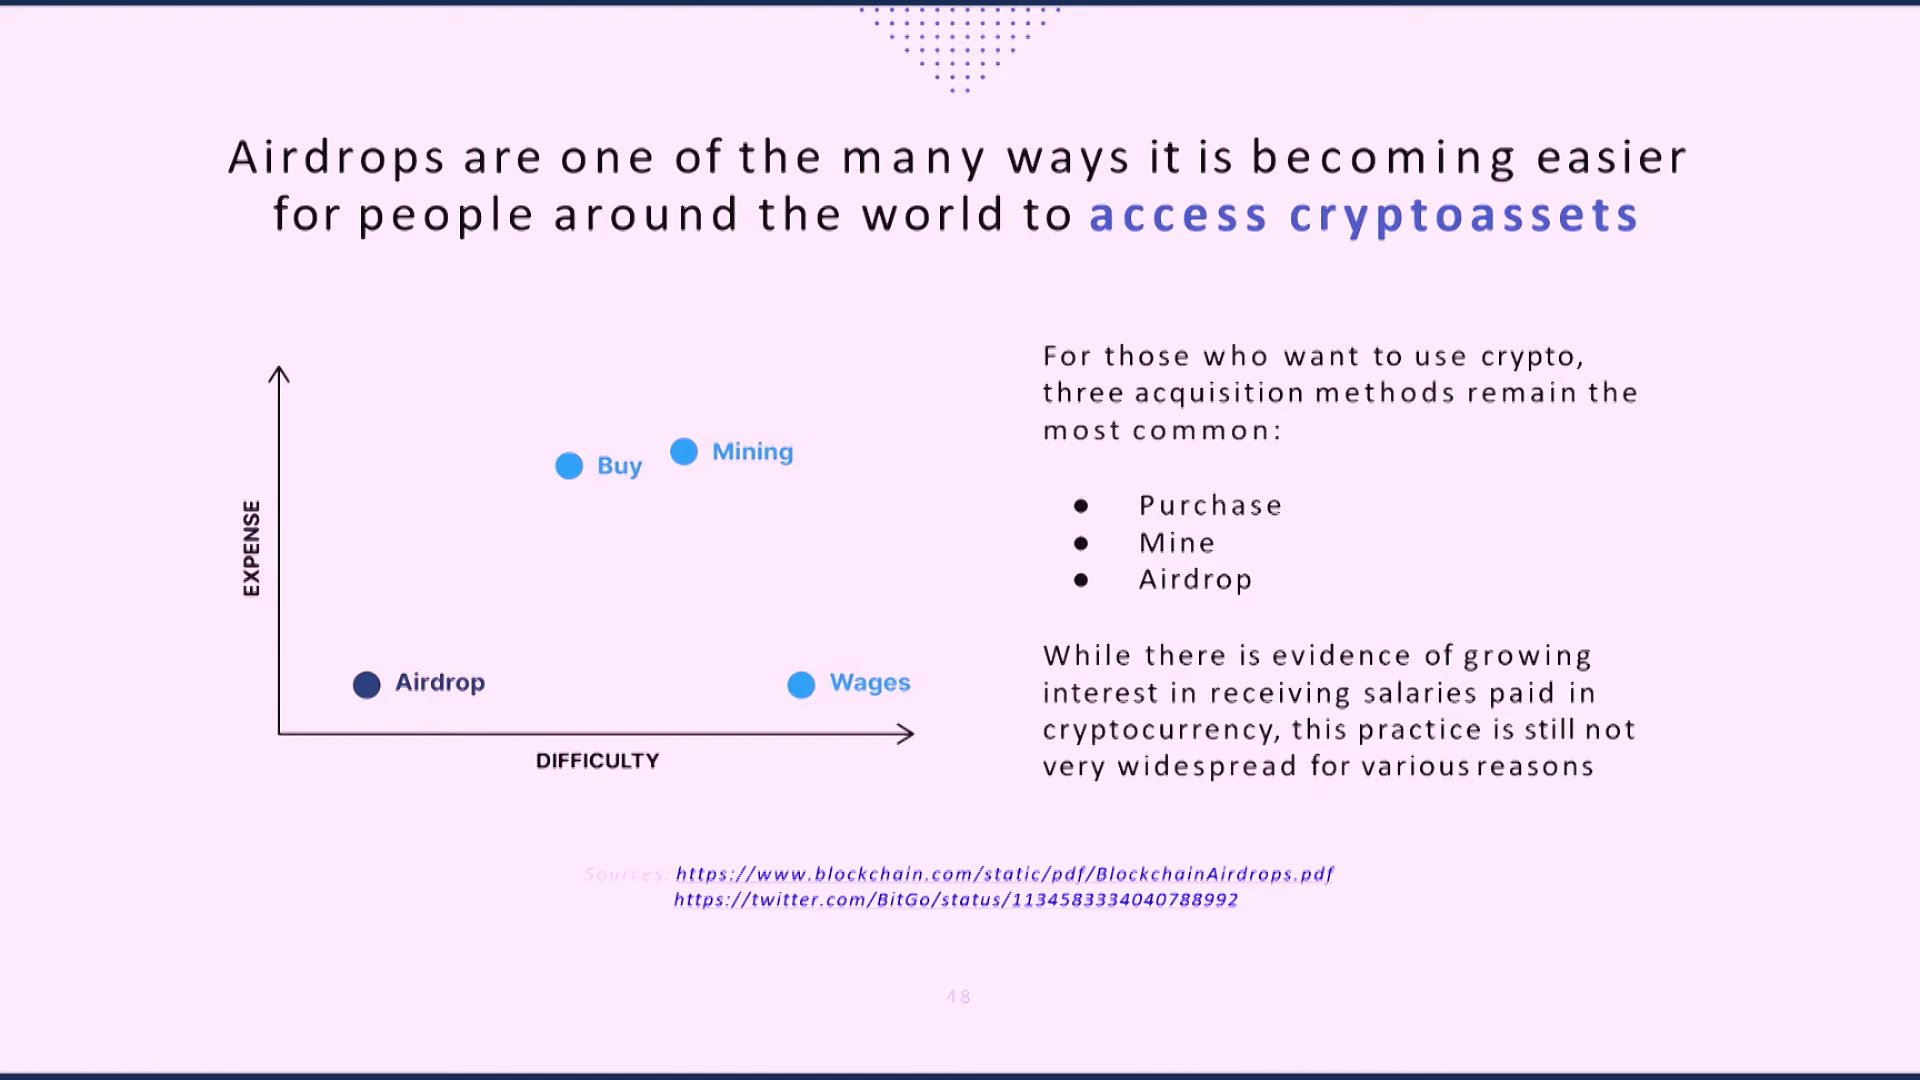 Airdrops are one of the many ways it is becoming easier
for people around the world to access cryptoassets
EXPENSE
Buy
Mining
Airdrop
Wages
DIFFICULTY
For those who want to use crypto,
three acquisition methods remain the
most common:
● Purchase
● Mine
● Airdrop
While there is evidence of growing
interest in receiving salaries paid in
cryptocurrency, this practice is still not
very widespread for various reasons
Sources: https://www.blockchain.com/static/pdf/BlockchainAirdrops.pdf
https://twitter.com/BitGo/status/1134583334040788992
48